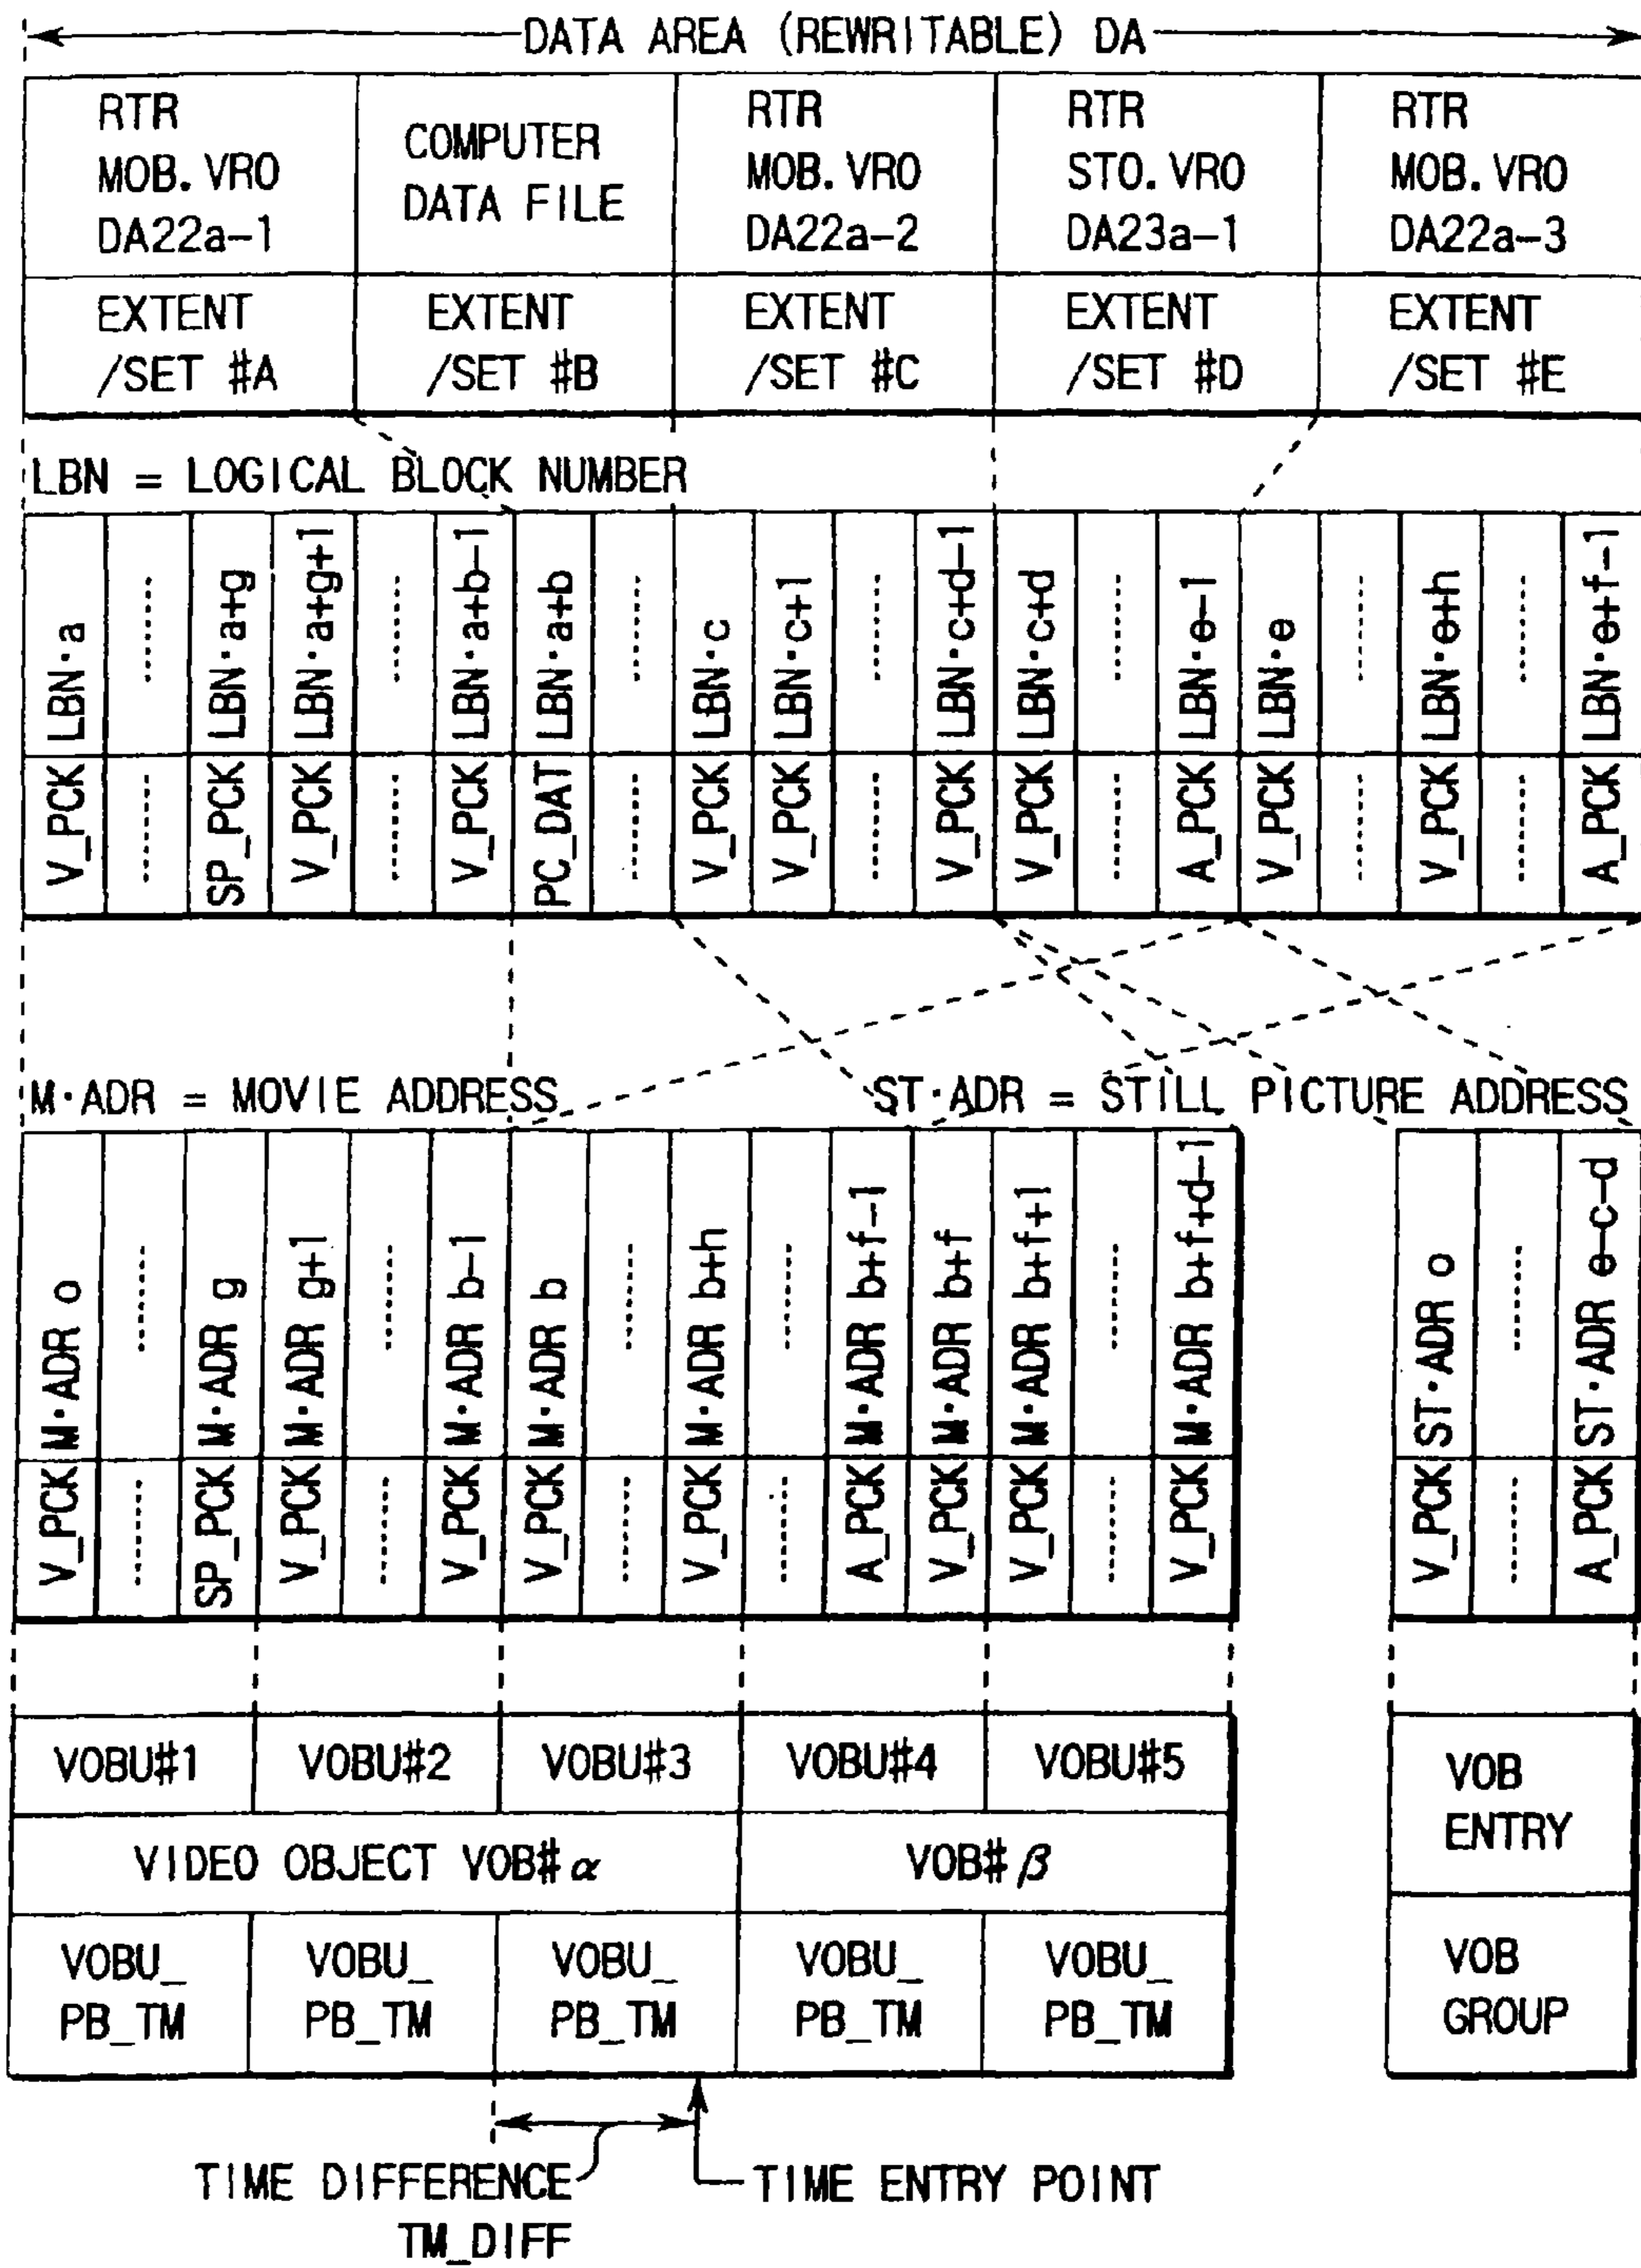 DATA AREA (REWRITABLE) DA
RTR
MOB. VRO
DA22a-1
COMPUTER
DATA FILE
RTR
MOB. VRO
DA22a-2
RTR
STO. VRO
DA23a-1
RTR
MOB. VRO
DA22a-3
EXTENT
/SET #A
EXTENT
/SET #B
EXTENT
/SET #C
EXTENT
/SET #D
EXTENT
/SET #E
LBN = LOGICAL BLOCK NUMBER
V_PCK LBN·a
........ ........
SP_PCK LBN·a+g
V_PCK LBN·a+g+1
........ ........
V_PCK LBN·a+b-1
PC_DAT LBN·a+b
........ ........
V_PCK LBN·c
V_PCK LBN·c+1
........ ........
V_PCK LBN·c+d-1
V_PCK LBN·c+d
........ ........
A_PCK LBN·e-1
V_PCK LBN·e
........ ........
V_PCK LBN·e+h
........ ........
A_PCK LBN·e+f-1
M·ADR = MOVIE ADDRESS
ST·ADR = STILL PICTURE ADDRESS
V_PCK M·ADR o
........ ........
SP_PCK M·ADR g
V_PCK M·ADR g+1
........ ........
V_PCK M·ADR b-1
V_PCK M·ADR b
........ ........
V_PCK M·ADR b+h
........ ........
A_PCK M·ADR b+f-1
V_PCK M·ADR b+f
V_PCK M·ADR b+f+1
........ ........
V_PCK M·ADR b+f+d-1
V_PCK ST·ADR o
........ ........
A_PCK ST·ADR e-c-d
VOBU#1
VOBU#2
VOBU#3
VOBU#4
VOBU#5
VIDEO OBJECT VOB#α
VOB#β
VOBU_
PB_TM
VOBU_
PB_TM
VOBU_
PB_TM
VOBU_
PB_TM
VOBU_
PB_TM
VOB
ENTRY
VOB
GROUP
TIME DIFFERENCE
TM_DIFF
TIME ENTRY POINT